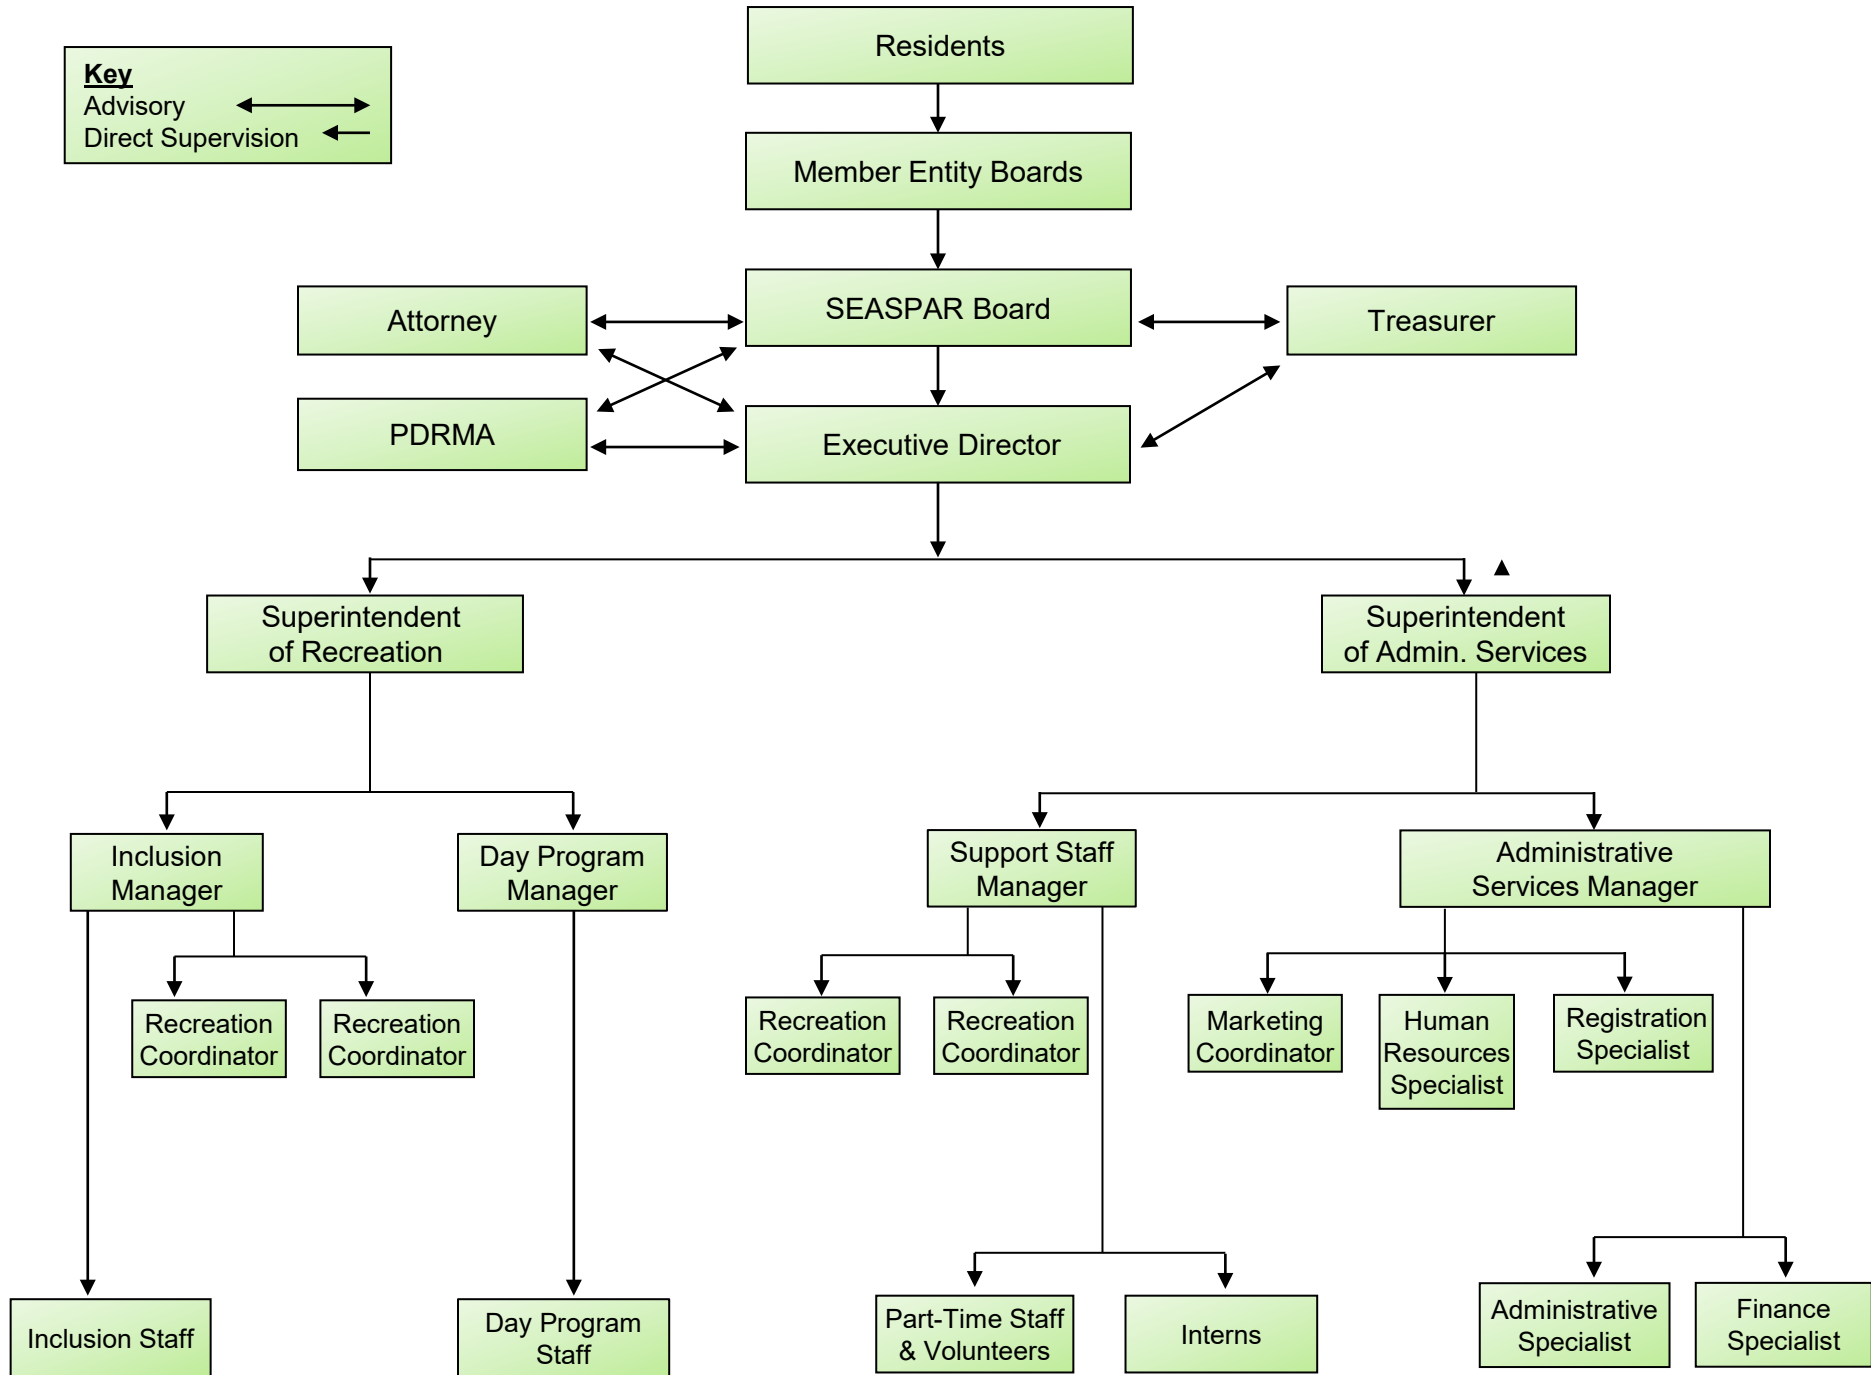 Key
Advisory
Direct Supervision
Residents
Member Entity Boards
Attorney
SEASPAR Board
Treasurer
PDRMA
Executive Director
Superintendent
of Recreation
Superintendent
of Admin. Services
Inclusion
Manager
Day Program
Manager
Support Staff
Manager
Administrative
Services Manager
Recreation
Coordinator
Recreation
Coordinator
Recreation
Coordinator
Recreation
Coordinator
Marketing
Coordinator
Human
Resources
Specialist
Registration
Specialist
Inclusion Staff
Day Program
Staff
Part-Time Staff
& Volunteers
Interns
Administrative
Specialist
Finance
Specialist